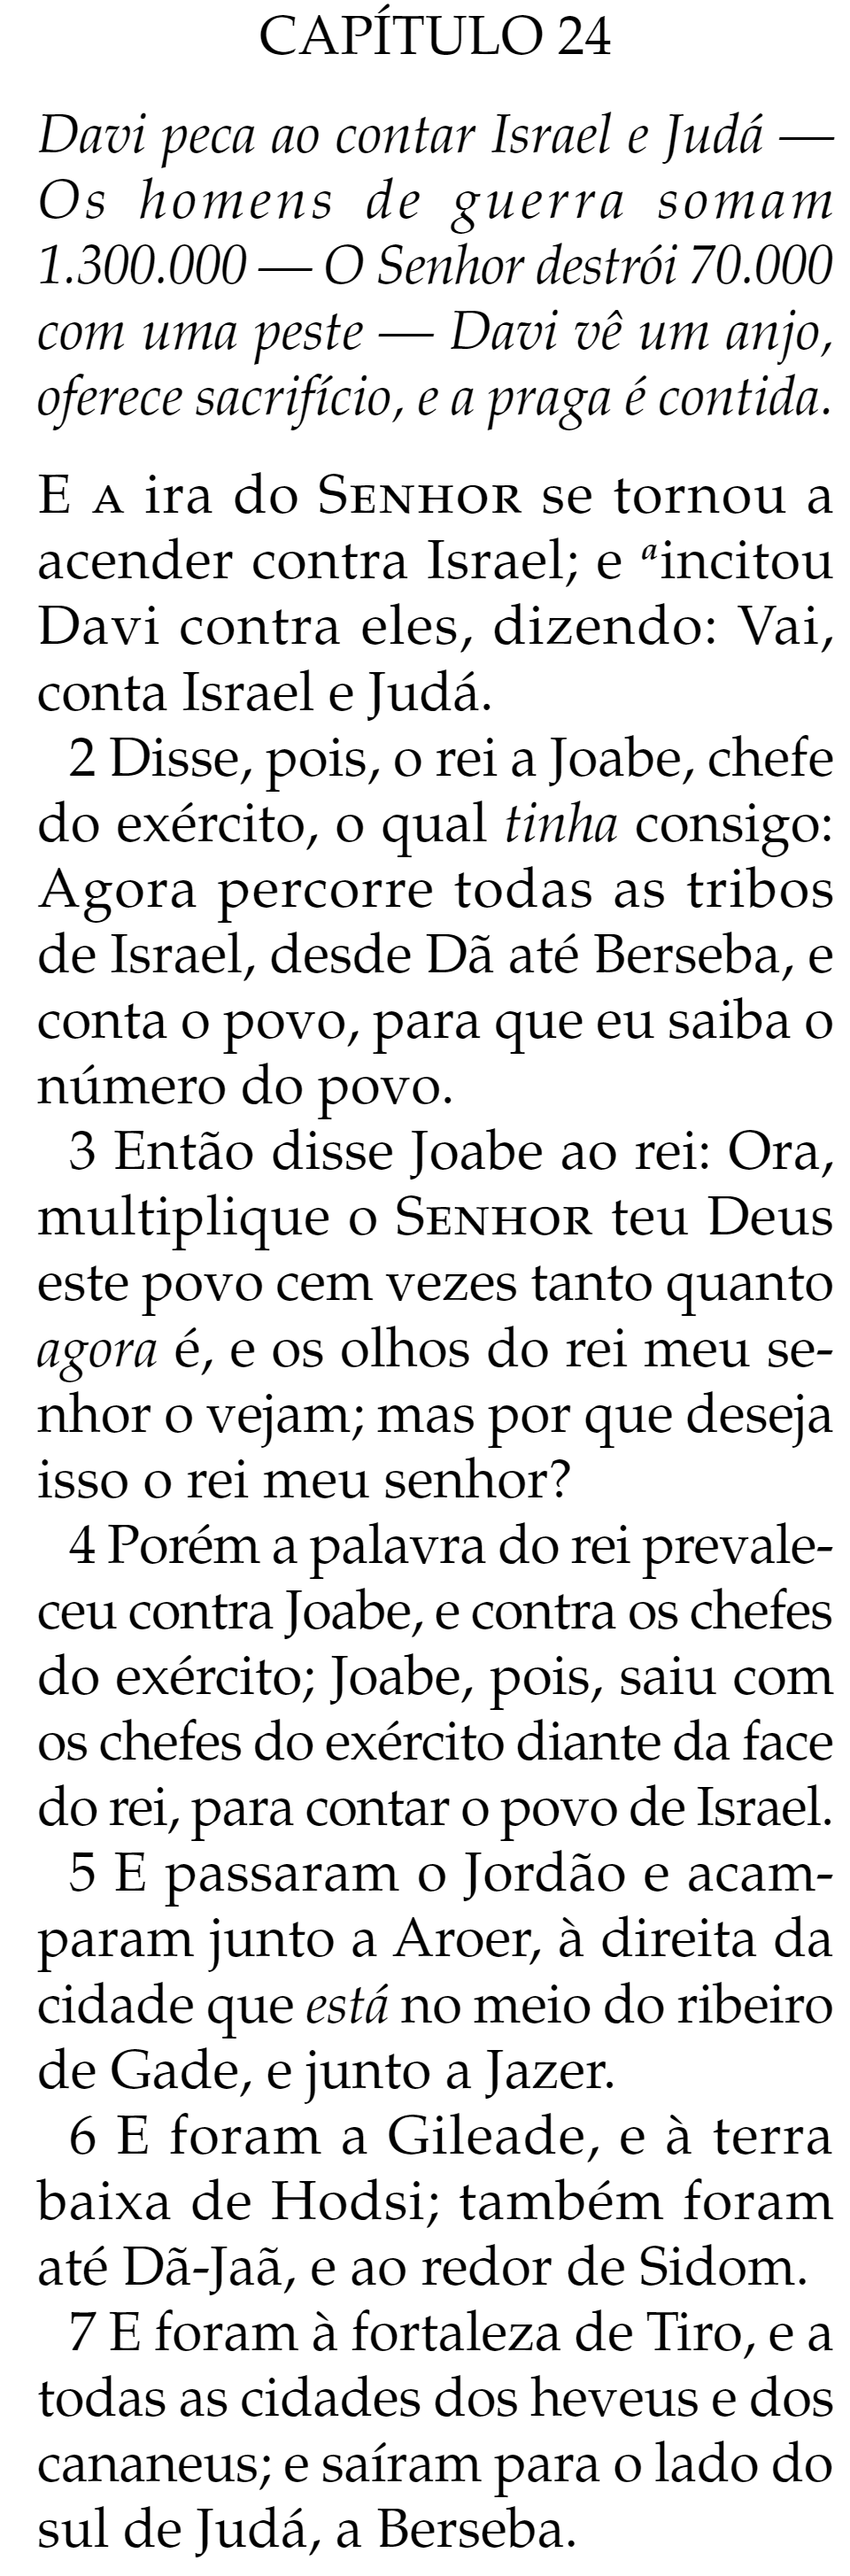 CAPÍTULO 24
Davi peca ao contar Israel e Judá —
Os homens de guerra somam
1.300.000 — O Senhor destrói 70.000
com uma peste — Davi vê um anjo,
oferece sacrifício, e a praga é contida.
E A ira do SENHOR se tornou a
acender contra Israel; e ᵃincitou
Davi contra eles, dizendo: Vai,
conta Israel e Judá.
2 Disse, pois, o rei a Joabe, chefe
do exército, o qual tinha consigo:
Agora percorre todas as tribos
de Israel, desde Dã até Berseba, e
conta o povo, para que eu saiba o
número do povo.
3 Então disse Joabe ao rei: Ora,
multiplique o SENHOR teu Deus
este povo cem vezes tanto quanto
agora é, e os olhos do rei meu se-
nhor o vejam; mas por que deseja
isso o rei meu senhor?
4 Porém a palavra do rei prevale-
ceu contra Joabe, e contra os chefes
do exército; Joabe, pois, saiu com
os chefes do exército diante da face
do rei, para contar o povo de Israel.
5 E passaram o Jordão e acam-
param junto a Aroer, à direita da
cidade que está no meio do ribeiro
de Gade, e junto a Jazer.
6 E foram a Gileade, e à terra
baixa de Hodsi; também foram
até Dã-Jaã, e ao redor de Sidom.
7 E foram à fortaleza de Tiro, e a
todas as cidades dos heveus e dos
cananeus; e saíram para o lado do
sul de Judá, a Berseba.